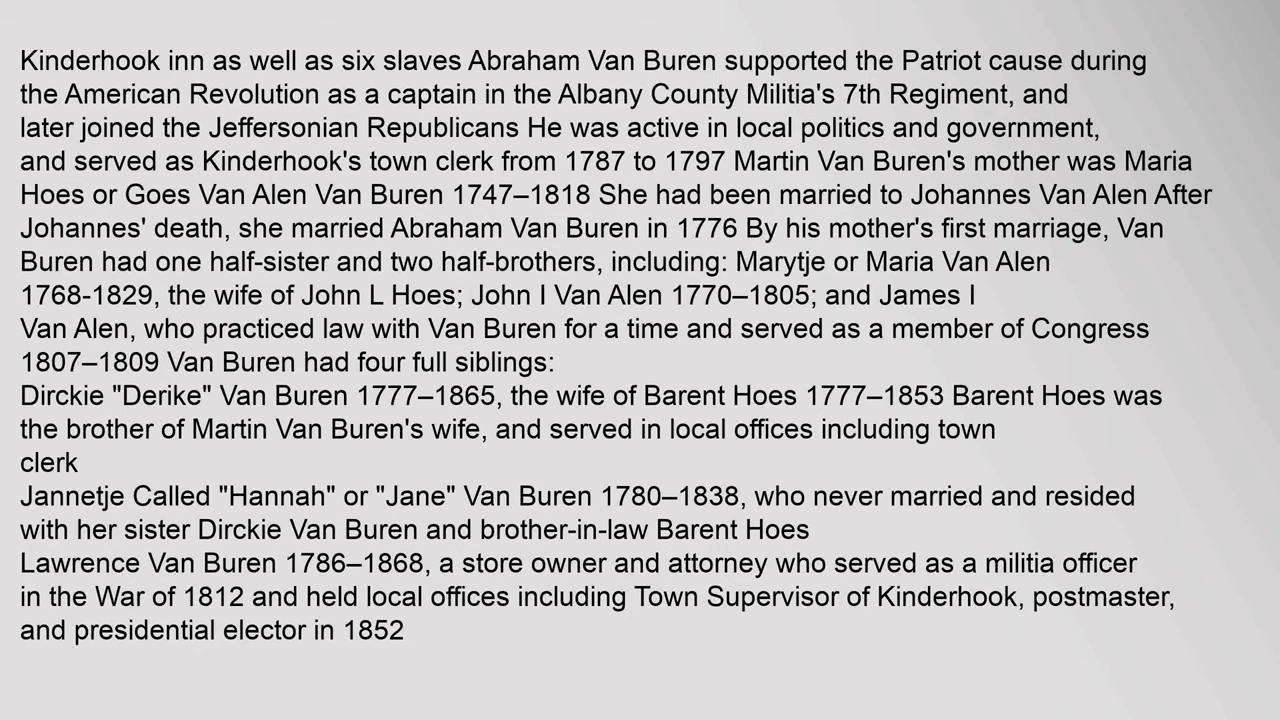 Kinderhook inn as well as six slaves Abraham Van Buren supported the Patriot cause during
the American Revolution as a captain in the Albany County Militia's 7th Regiment, and
later joined the Jeffersonian Republicans He was active in local politics and government,
and served as Kinderhook's town clerk from 1787 to 1797 Martin Van Buren's mother was Maria
Hoes or Goes Van Alen Van Buren 1747–1818 She had been married to Johannes Van Alen After
Johannes' death, she married Abraham Van Buren in 1776 By his mother's first marriage, Van
Buren had one half-sister and two half-brothers, including: Marytje or Maria Van Alen
1768-1829, the wife of John L Hoes; John I Van Alen 1770–1805; and James I
Van Alen, who practiced law with Van Buren for a time and served as a member of Congress
1807–1809 Van Buren had four full siblings:
Dirckie "Derike" Van Buren 1777–1865, the wife of Barent Hoes 1777–1853 Barent Hoes was
the brother of Martin Van Buren's wife, and served in local offices including town
clerk
Jannetje Called "Hannah" or "Jane" Van Buren 1780–1838, who never married and resided
with her sister Dirckie Van Buren and brother-in-law Barent Hoes
Lawrence Van Buren 1786–1868, a store owner and attorney who served as a militia officer
in the War of 1812 and held local offices including Town Supervisor of Kinderhook, postmaster,
and presidential elector in 1852